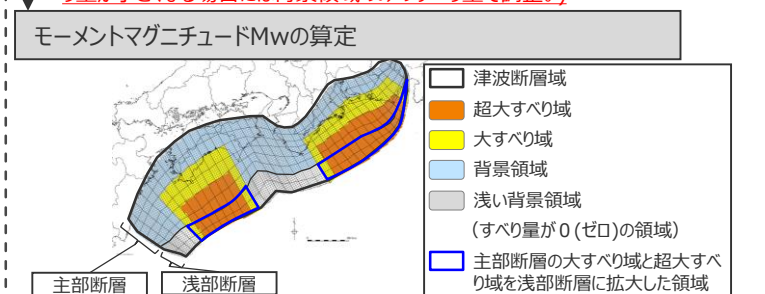 モーメントマグニチュードMwの算定
津波断層域
超大すべり域
大すべり域
背景領域
浅い背景領域
(すべり量が０(ゼロ)の領域)
主部断層の大すべり域と超大すべ
り域を浅部断層に拡大した領域
主部断層
浅部断層